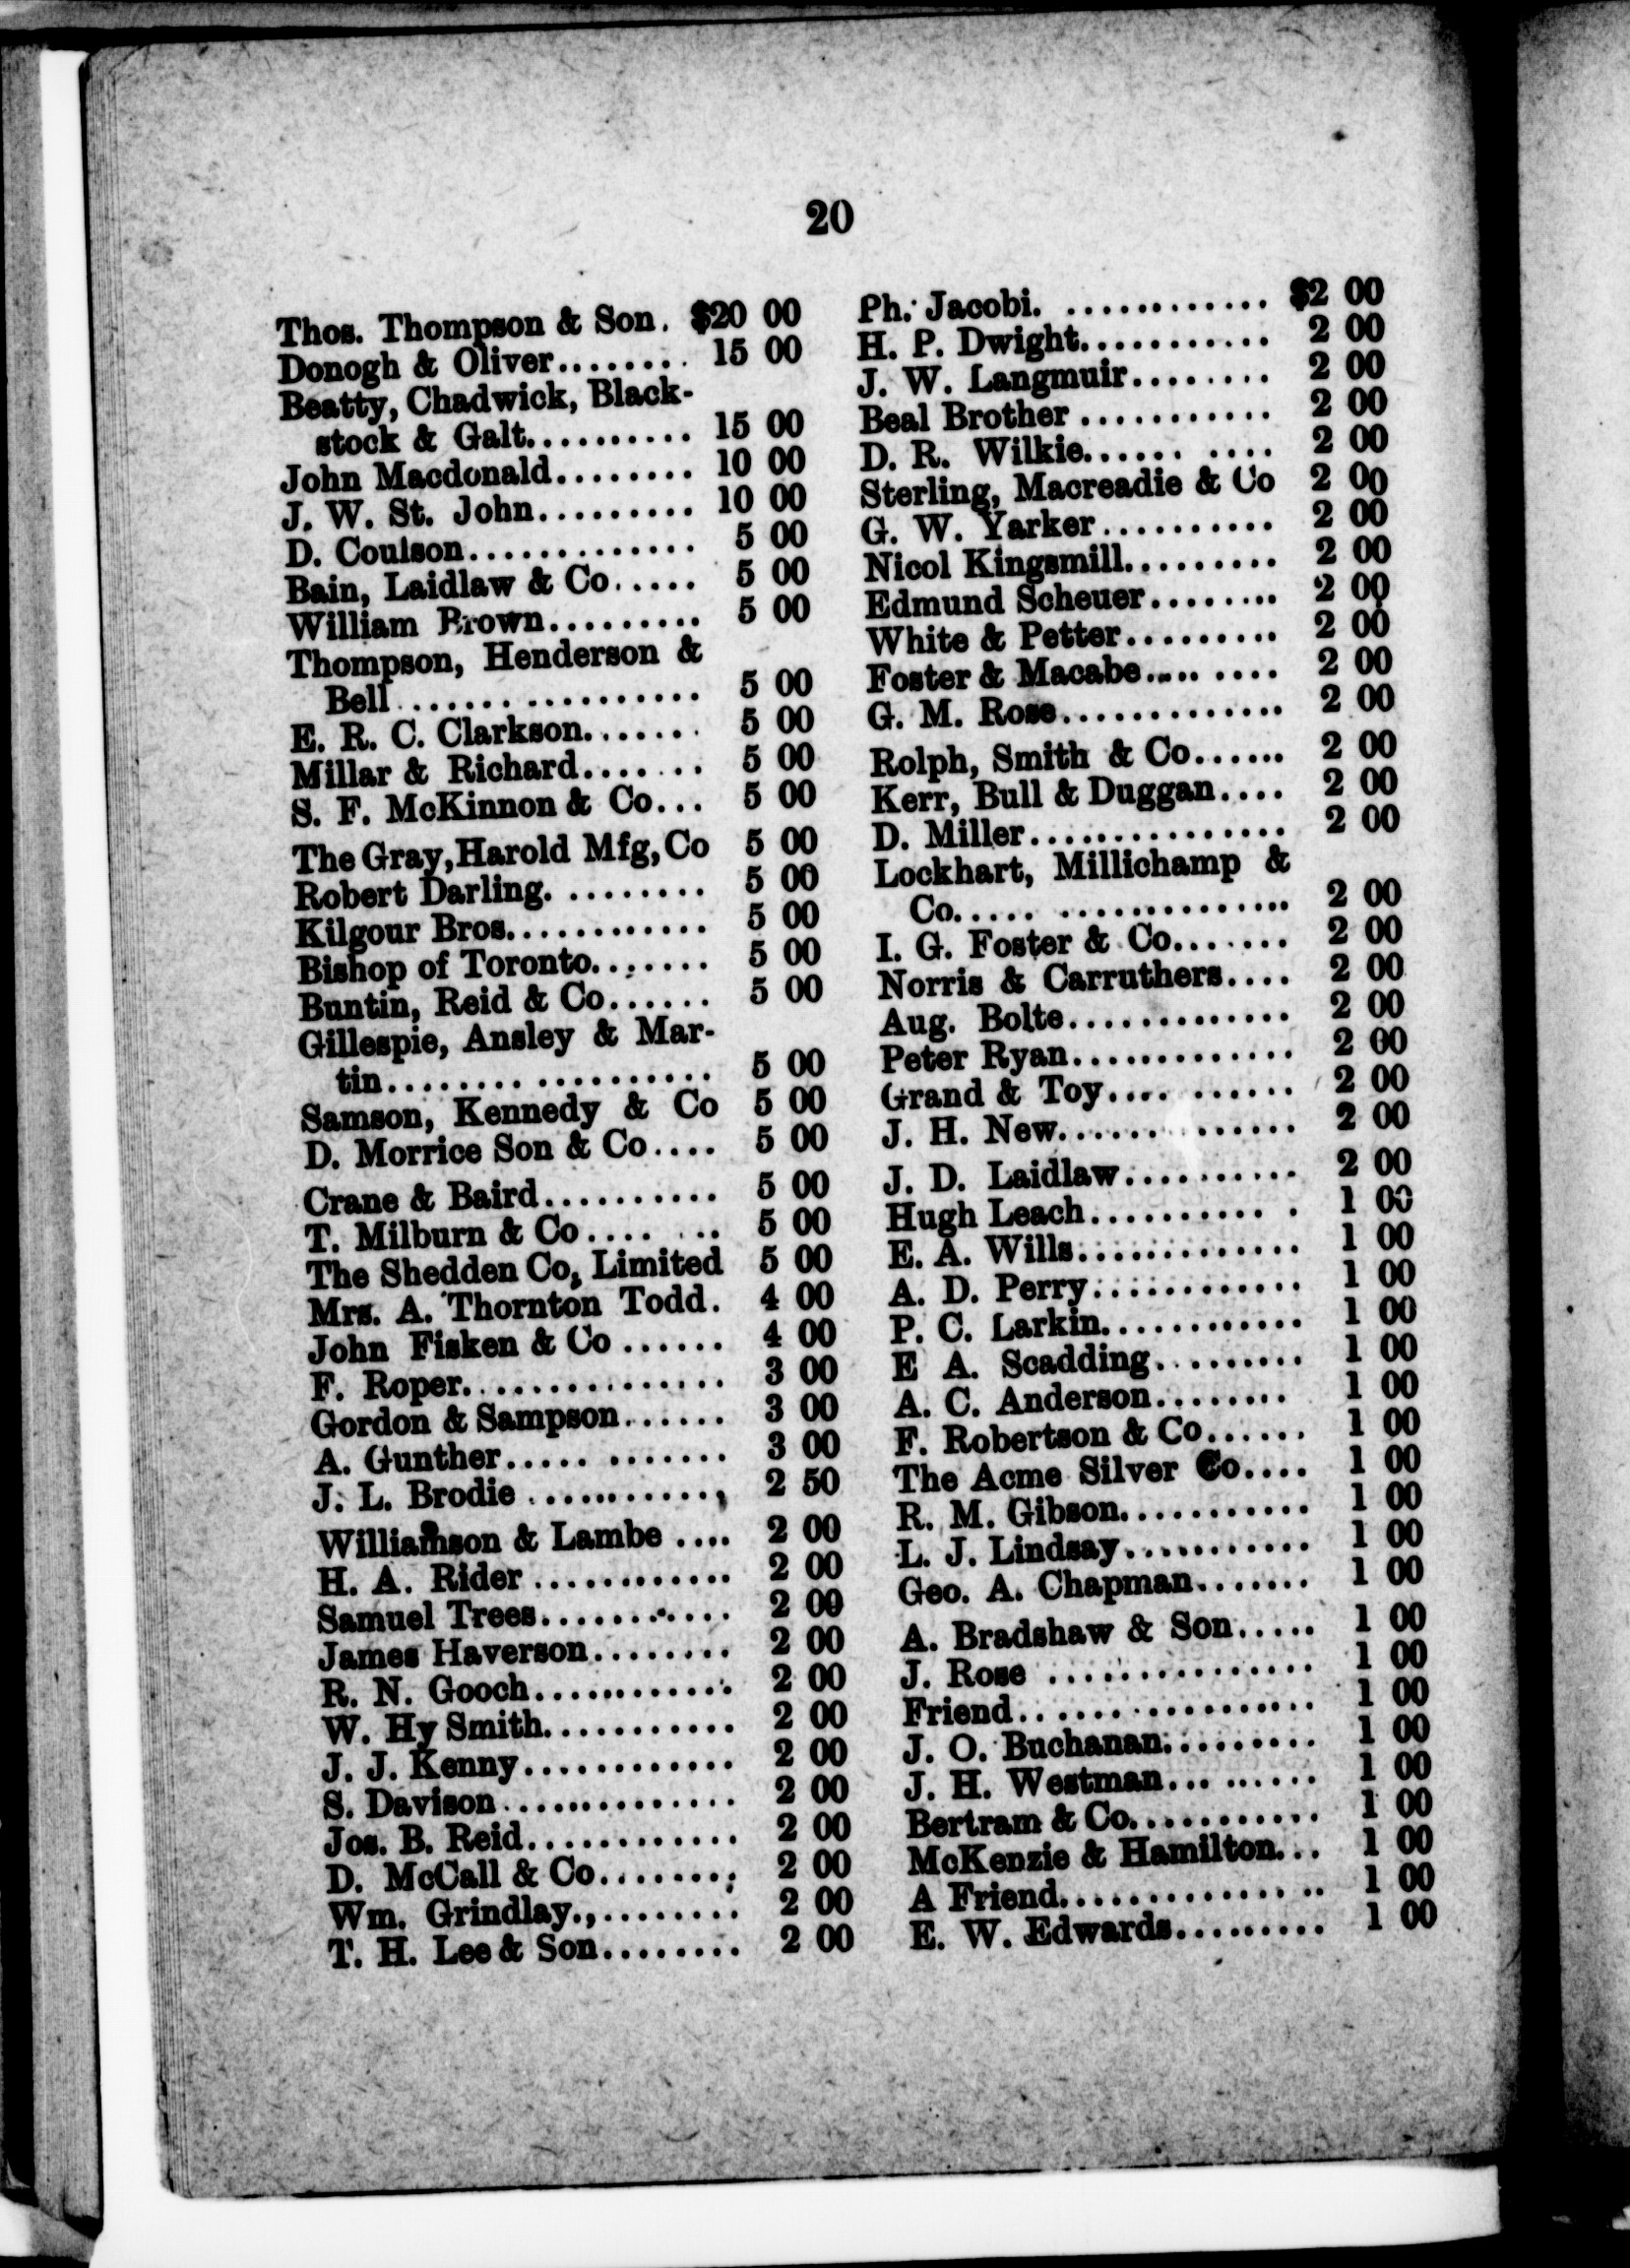 20
Thos. Thompson & Son. $20 00
Donogh & Oliver........ 15 00
Beatty, Chadwick, Black-
stock & Galt.......... 15 00
John Macdonald........ 10 00
J. W. St. John......... 10 00
D. Coulson............. 5 00
Bain, Laidlaw & Co..... 5 00
William Brown......... 5 00
Thompson, Henderson &
Bell.................. 5 00
E. R. C. Clarkson....... 5 00
Millar & Richard....... 5 00
S. F. McKinnon & Co... 5 00
The Gray, Harold Mfg, Co 5 00
Robert Darling. ........ 5 00
Kilgour Bros............ 5 00
Bishop of Toronto....... 5 00
Buntin, Reid & Co...... 5 00
Gillespie, Ansley & Mar-
tin................... 5 00
Samson, Kennedy & Co 5 00
D. Morrice Son & Co.... 5 00
Crane & Baird.......... 5 00
T. Milburn & Co.... .. 5 00
The Shedden Co, Limited 5 00
Mrs. A. Thornton Todd. 4 00
John Fisken & Co ...... 4 00
F. Roper............... 3 00
Gordon & Sampson...... 3 00
A. Gunther..... ....... 3 00
J. L. Brodie ..........., 2 50
Williamson & Lambe .... 2 00
H. A. Rider ............ 2 00
Samuel Trees........... 2 00
James Haverson........ 2 00
R. N. Gooch............ 2 00
W. Hy Smith........... 2 00
J. J. Kenny............ 2 00
S. Davison.............. 2 00
Jos. B. Reid............ 2 00
D. McCall & Co.......; 2 00
Wm. Grindlay.,........ 2 00
T. H. Lee & Son........ 2 00
Ph. Jacobi. ............ $2 00
H. P. Dwight........... 2 00
J. W. Langmuir........ 2 00
Beal Brother ........... 2 00
D. R. Wilkie...... .... 2 00
Sterling, Macreadie & Co 2 00
G. W. Yarker.......... 2 00
Nicol Kingsmill......... 2 00
Edmund Scheuer........ 2 00
White & Petter......... 2 00
Foster & Macabe..... .... 2 00
G. M. Rose............. 2 00
Rolph, Smith & Co...... 2 00
Kerr, Bull & Duggan.... 2 00
D. Miller............... 2 00
Lockhart, Millichamp &
Co..... .............. 2 00
I. G. Foster & Co....... 2 00
Norris & Carruthers.... 2 00
Aug. Bolte............. 2 00
Peter Ryan............. 2 00
Grand & Toy.... ...... 2 00
J. H. New.............. 2 00
J. D. Laidlaw.......... 2 00
Hugh Leach........... . 1 00
E. A. Wills............. 1 00
A. D. Perry............ 1 00
P. C. Larkin............ 1 00
E A. Scadding......... 1 00
A. C. Anderson........ 1 00
F. Robertson & Co...... 1 00
The Acme Silver Co.... 1 00
R. M. Gibson........... 1 00
L. J. Lindsay........... 1 00
Geo. A. Chapman....... 1 00
A. Bradshaw & Son..... 1 00
J. Rose ............... 1 00
Friend................. 1 00
J. O. Buchanan......... 1 00
J. H. Westman... ...... 1 00
Bertram & Co........... 1 00
McKenzie & Hamilton... 1 00
A Friend............. .. 1 00
E. W. Edwards......... 1 00